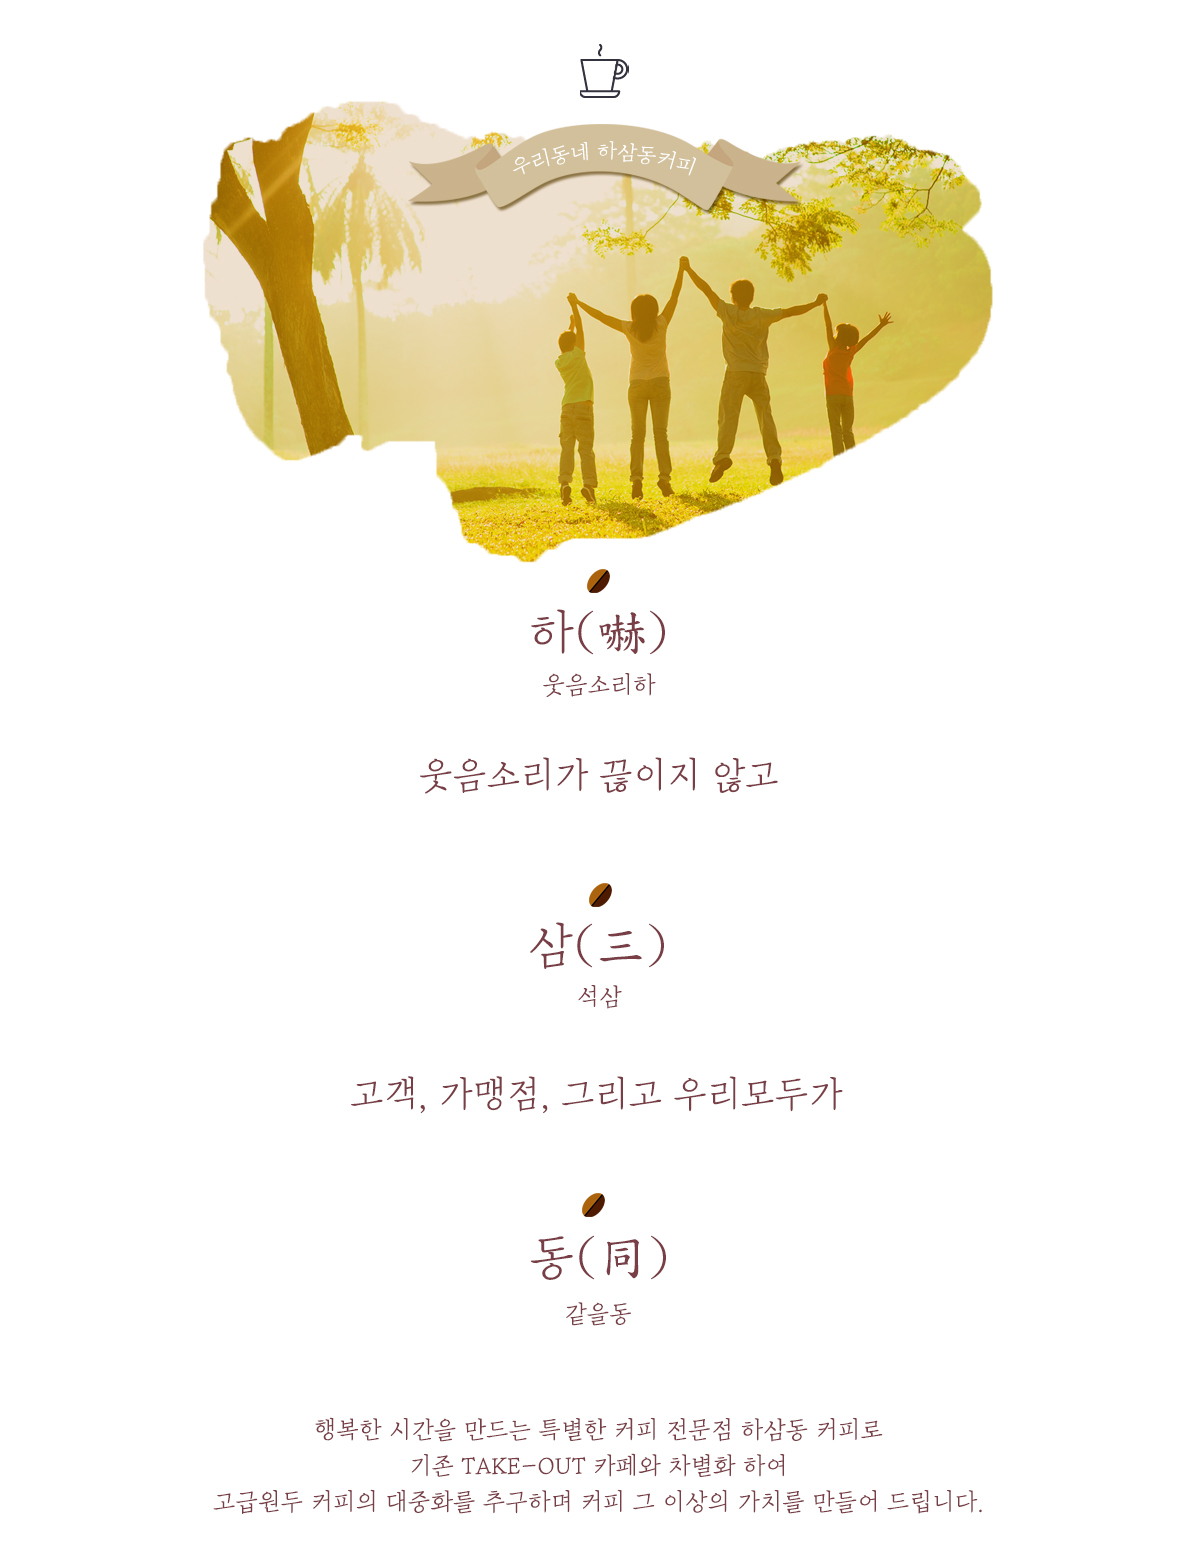 우리동네 하삼동커피
하(嚇)
웃음소리하
웃음소리가 끊이지 않고
삼(三)
석삼
고객, 가맹점, 그리고 우리모두가
동(同)
같을동
행복한 시간을 만드는 특별한 커피 전문점 하삼동 커피로
기존 TAKE-OUT 카페와 차별화 하여
고급원두 커피의 대중화를 추구하며 커피 그 이상의 가치를 만들어 드립니다.